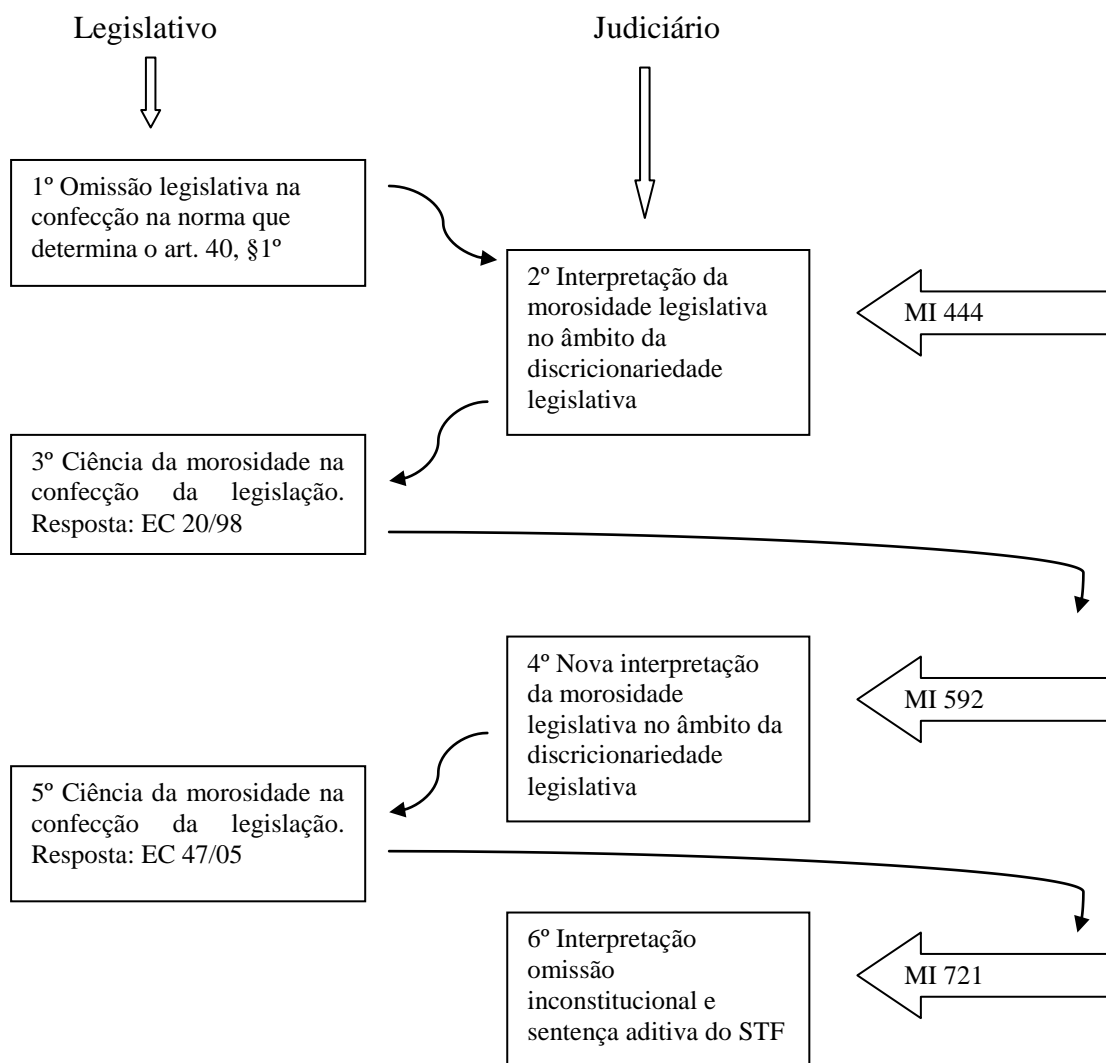 Legislativo
Judiciário
1º Omissão legislativa na
confecção na norma que
determina o art. 40, §1º
2º Interpretação da
morosidade legislativa
no âmbito da
discricionariedade
legislativa
MI 444
3º Ciência da morosidade na
confecção da legislação.
Resposta: EC 20/98
4º Nova interpretação
da morosidade
legislativa no âmbito da
discricionariedade
legislativa
MI 592
5º Ciência da morosidade na
confecção da legislação.
Resposta: EC 47/05
6º Interpretação
omissão
inconstitucional e
sentença aditiva do STF
MI 721